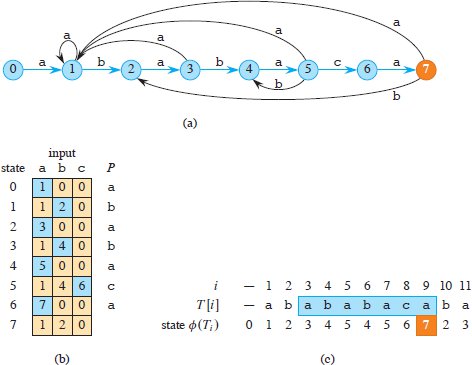 a a a a
0 a 1 b 2 a 3 b 4 a 5 c 6 a 7
b b
(a)
input
state a b c P
0 1 0 0 a
1 1 2 0 b
2 3 0 0 a
3 1 4 0 b
4 5 0 0 a
5 1 4 6 c
6 7 0 0 a
7 1 2 0
(b)
i — 1 2 3 4 5 6 7 8 9 10 11
T[i] — a b a b a b a c a b a
state ϕ(Ti) 0 1 2 3 4 5 4 5 6 7 2 3
(c)